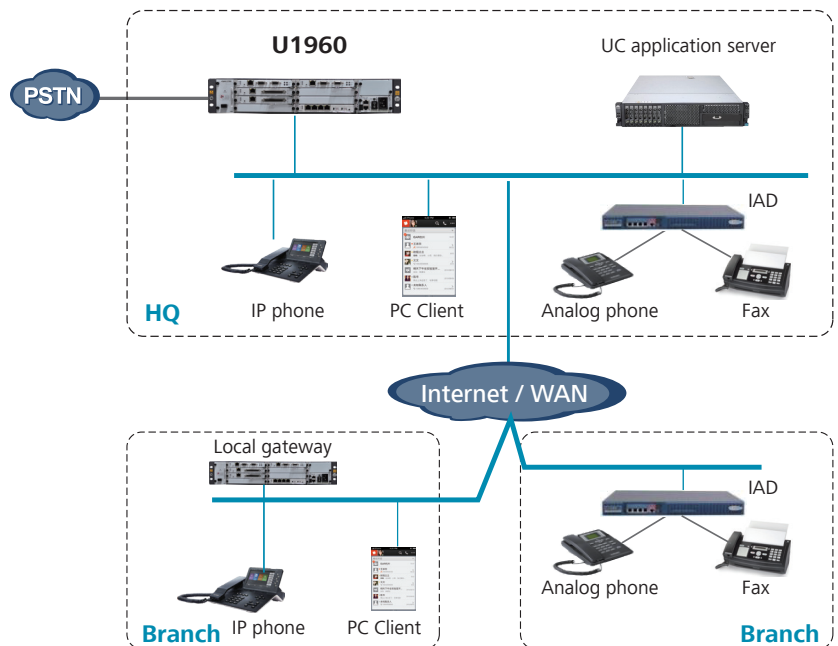 U1960
UC application server
PSTN
IAD
IP phone
PC Client
Analog phone
Fax
HQ
Internet / WAN
Local gateway
IAD
Analog phone
Fax
IP phone
PC Client
Branch
Branch